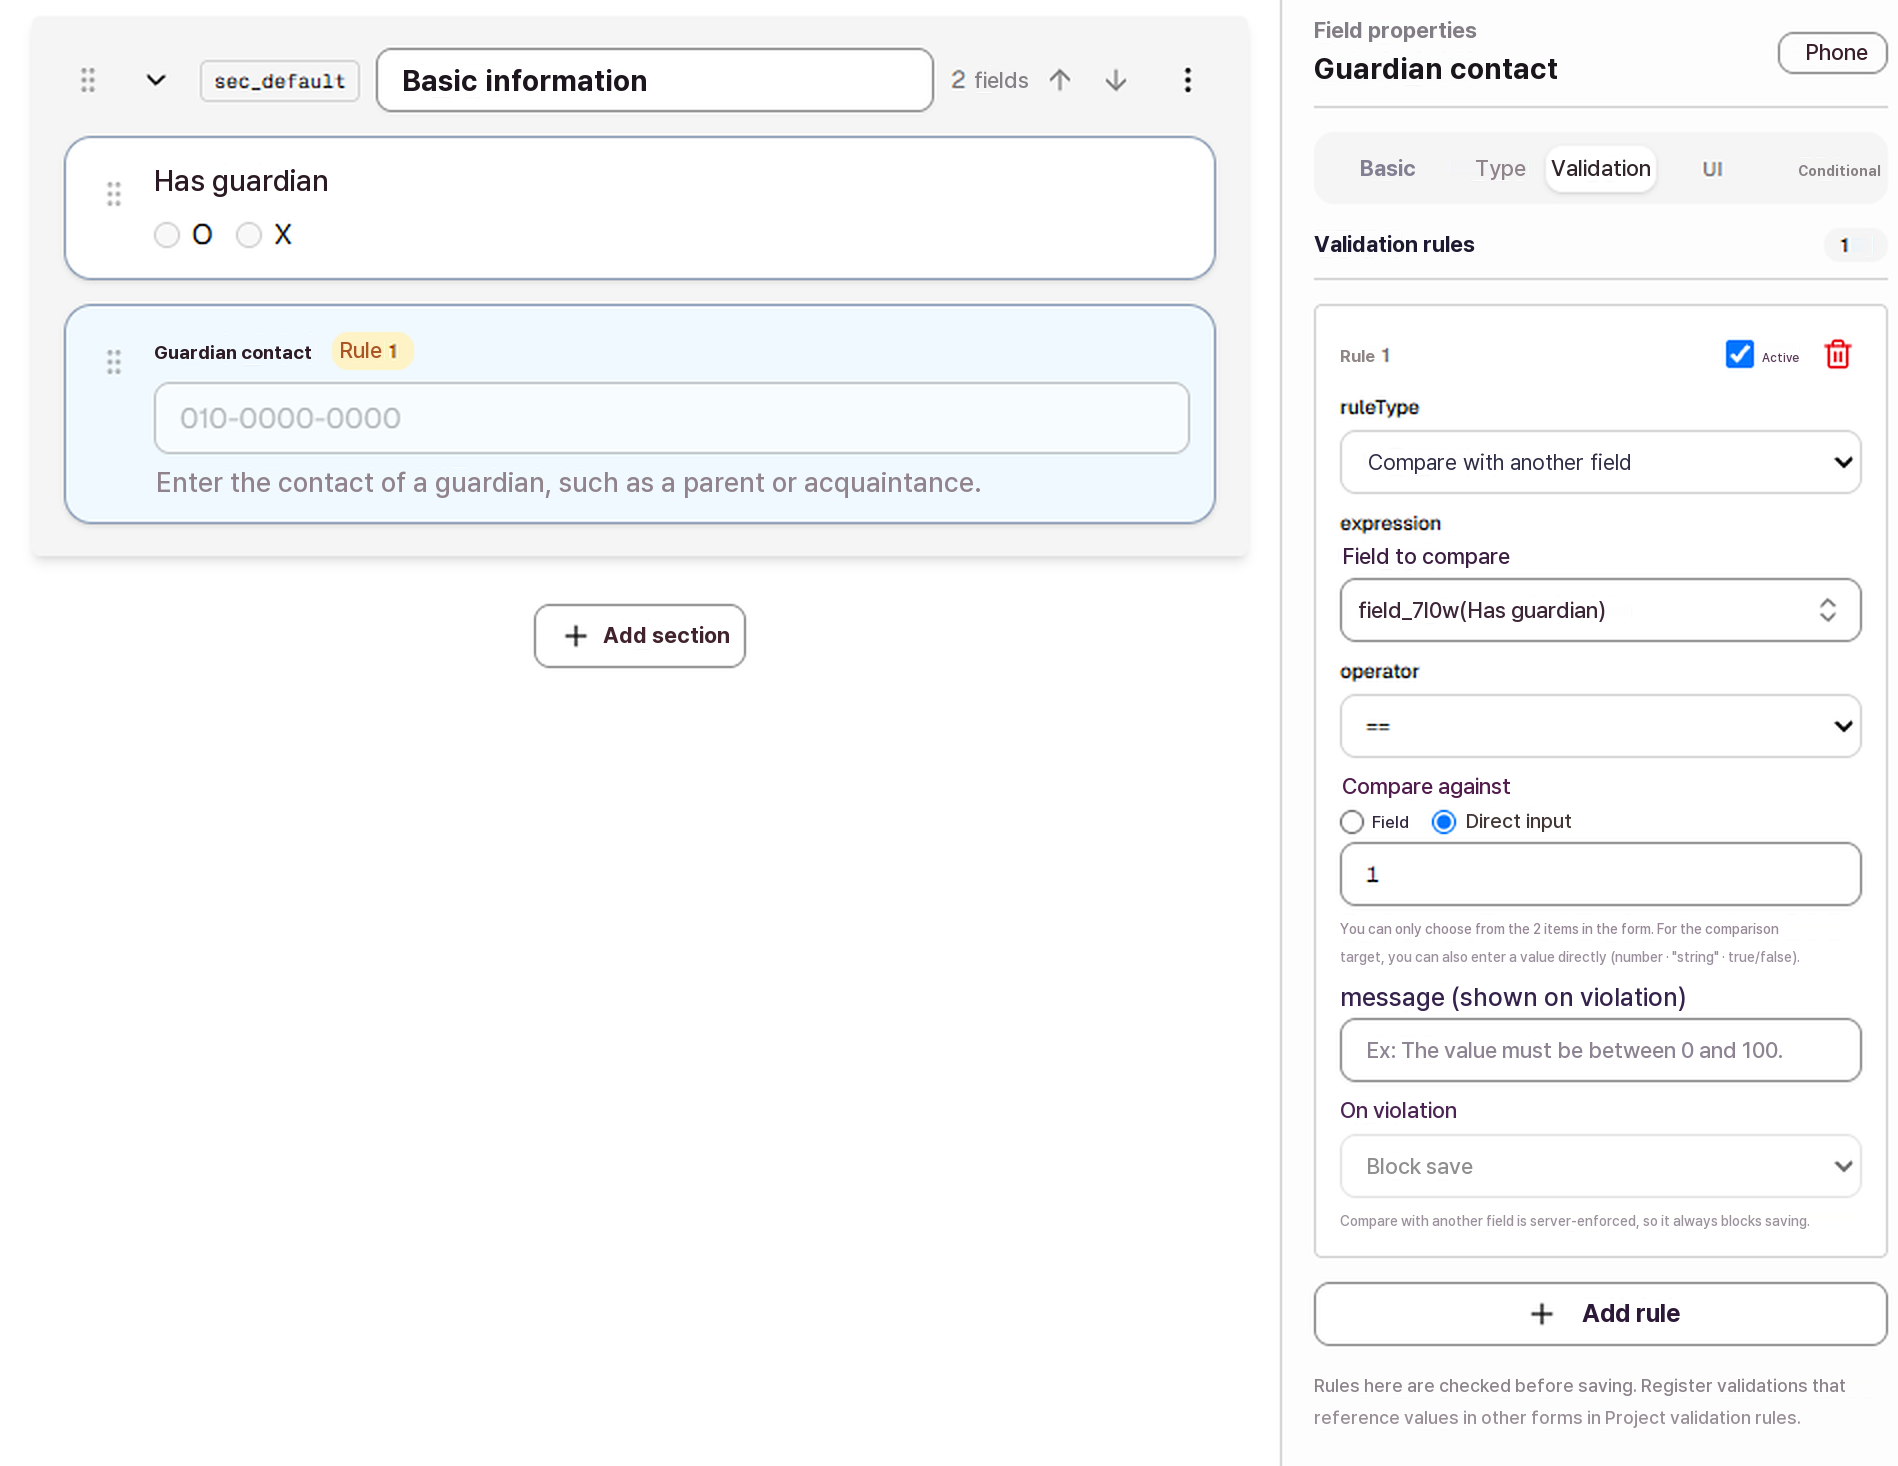 sec_default
Basic information
2 fields
Has guardian
O X
Guardian contact Rule 1
010-0000-0000
Enter the contact of a guardian, such as a parent or acquaintance.
Add section
Field properties
Guardian contact
Phone
Basic Type Validation UI Conditional
Validation rules 1
Rule 1 Active
ruleType
Compare with another field
expression
Field to compare
field_7l0w(Has guardian)
operator
==
Compare against
Field Direct input
1
You can only choose from the 2 items in the form. For the comparison
target, you can also enter a value directly (number · "string" · true/false).
message (shown on violation)
Ex: The value must be between 0 and 100.
On violation
Block save
Compare with another field is server-enforced, so it always blocks saving.
Add rule
Rules here are checked before saving. Register validations that
reference values in other forms in Project validation rules.